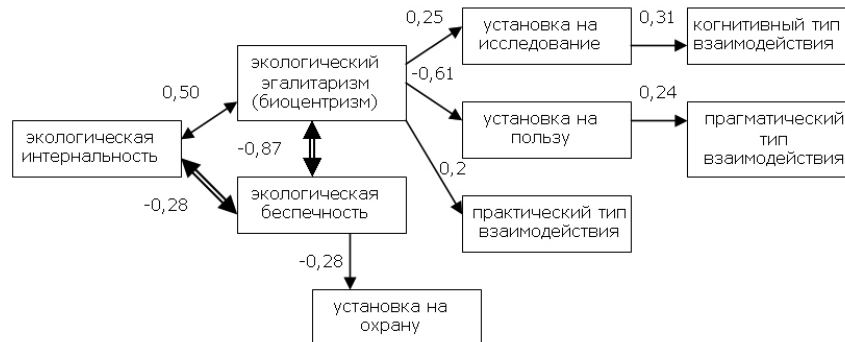 0,25
установка на
исследование
0,31
когнитивный тип
взаимодействия
экологический
эгалитаризм
(биоцентризм)
-0,61
0,50
0,24
установка на
пользу
прагматический
тип
взаимодействия
экологическая
интернальность
-0,87
0,2
экологическая
беспечность
-0,28
практический тип
взаимодействия
-0,28
установка на
охрану